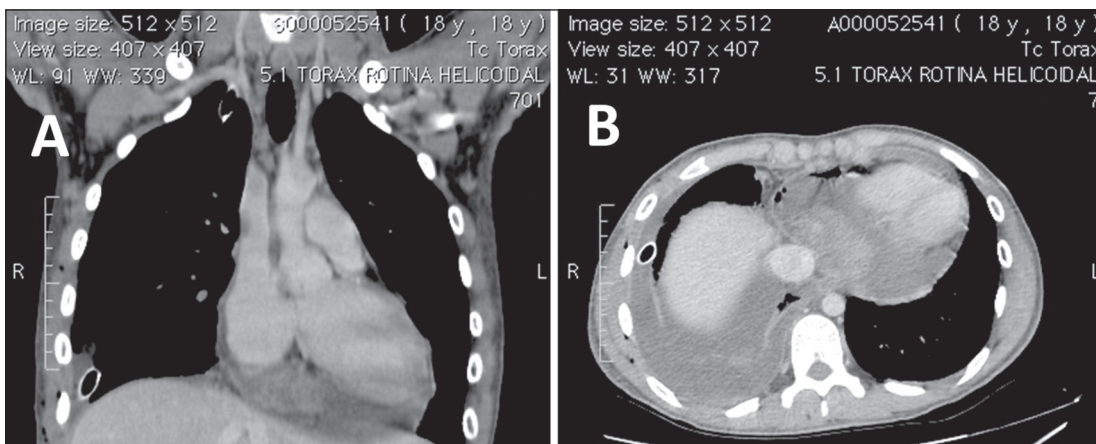 Image size: 512 x 512
S000052541 ( 18 y, 18 y)
View size: 407 x 407
Tc Torax
WL: 91 WW: 339
5.1 TORAX ROTINA HELICOIDAL
701
A
R
L
Image size: 512 x 512
A000052541 ( 18 y, 18 y)
View size: 407 x 407
Tc Torax
WL: 31 WW: 317
5.1 TORAX ROTINA HELICOIDAL
7
B
R
L